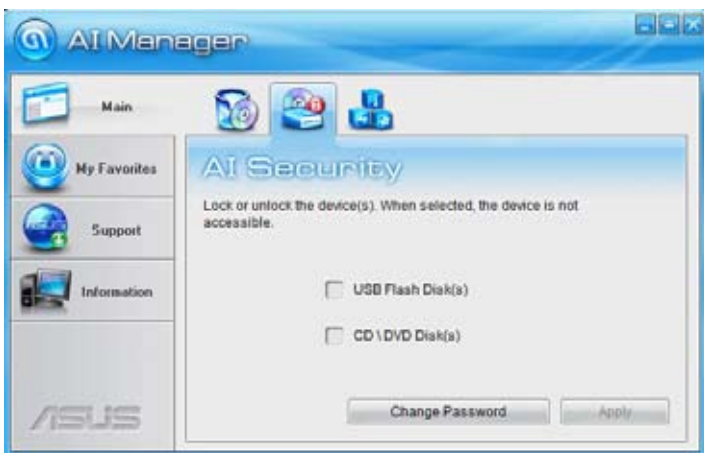 AI Manager
Main
My Favorites
Support
Information
ASUS
AI Security
Lock or unlock the device(s). When selected, the device is not
accessible.
USB Flash Disk(s)
CD \ DVD Disk(s)
Change Password
Apply